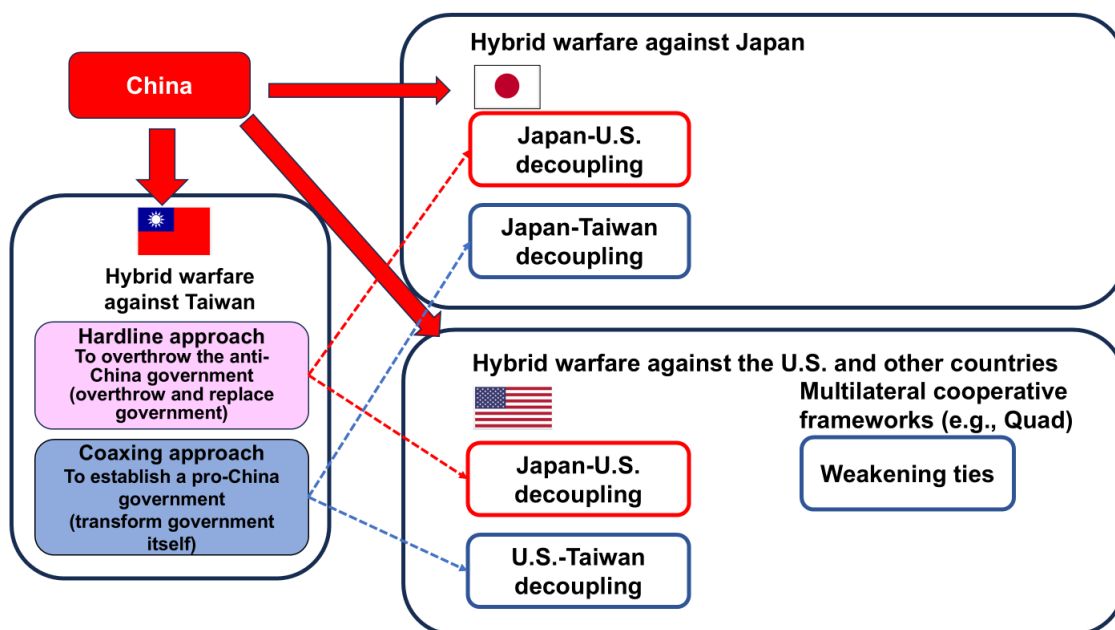 China
Hybrid warfare
against Taiwan
Hardline approach
To overthrow the anti-
China government
(overthrow and replace
government)
Coaxing approach
To establish a pro-China
government
(transform government
itself)
Hybrid warfare against Japan
Japan-U.S.
decoupling
Japan-Taiwan
decoupling
Hybrid warfare against the U.S. and other countries
Japan-U.S.
decoupling
U.S.-Taiwan
decoupling
Multilateral cooperative
frameworks (e.g., Quad)
Weakening ties